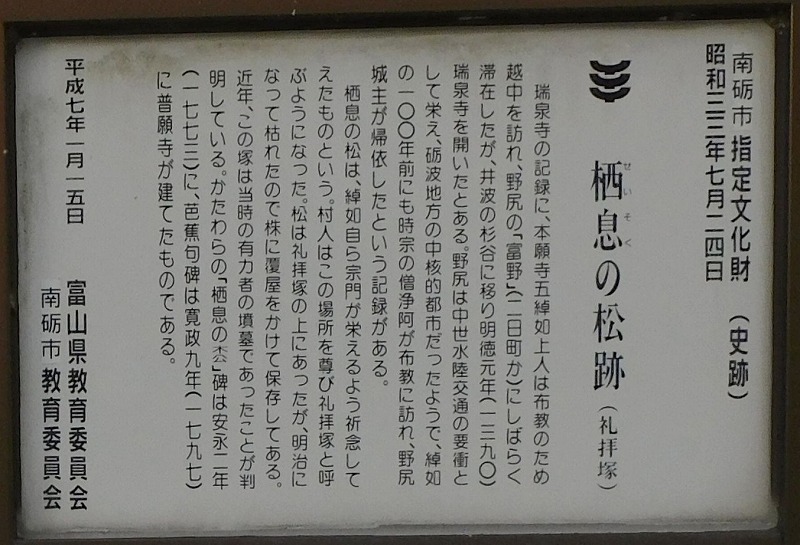 南砺市 指定文化財 (史跡)
昭和三三年七月二四日
栖息の松跡(礼拝塚)
せいそく
瑞泉寺の記録に、本願寺五綽如上人は布教のため
越中を訪れ、野尻の「富野」(二日町か)にしばらく
滞在したが、井波の杉谷に移り明徳元年(一三九〇)
瑞泉寺を開いたとある。野尻は中世水陸交通の要衝と
して栄え、砺波地方の中核的都市だったようで、綽如
の一〇〇年前にも時宗の僧浄阿が布教に訪れ、野尻
城主が帰依したという記録がある。
栖息の松は、綽如自ら宗門が栄えるよう祈念して
えたものという。村人はこの場所を尊び礼拝塚と呼
ぶようになった。松は礼拝塚の上にあったが、明治に
なって枯れたので株に覆屋をかけて保存してある。
近年、この塚は当時の有力者の墳墓であったことが判
明している。かたわらの「栖息の枩」碑は安永二年
(一七七三)に、芭蕉句碑は寛政九年(一七九七)
に普願寺が建てたものである。
平成七年一月一五日
富山県教育委員会
南砺市教育委員会